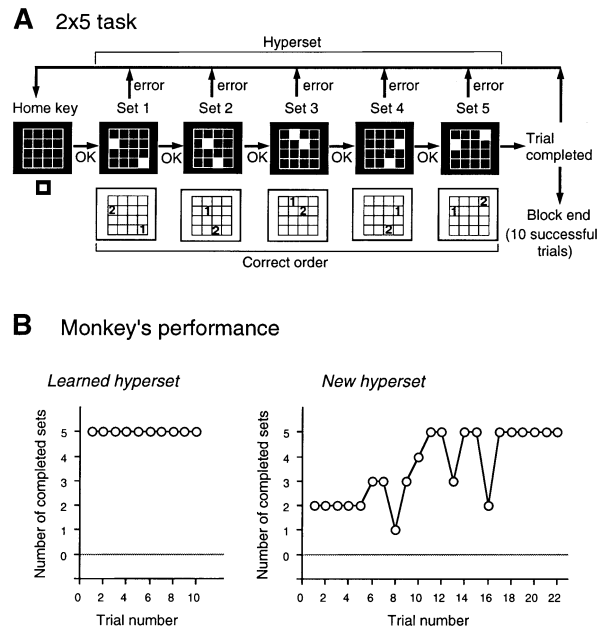 A 2x5 task
Hyperset
error error error error error
Home key Set 1 Set 2 Set 3 Set 4 Set 5
OK OK OK OK OK
Trial
completed
2 1
1 2
1 2
1 2
2 1
Block end
(10 successful
trials)
Correct order
B Monkey's performance
Learned hyperset
Number of completed sets
5
4
3
2
1
0
0 2 4 6 8 10
Trial number
New hyperset
Number of completed sets
5
4
3
2
1
0
0 2 4 6 8 10 12 14 16 18 20 22
Trial number